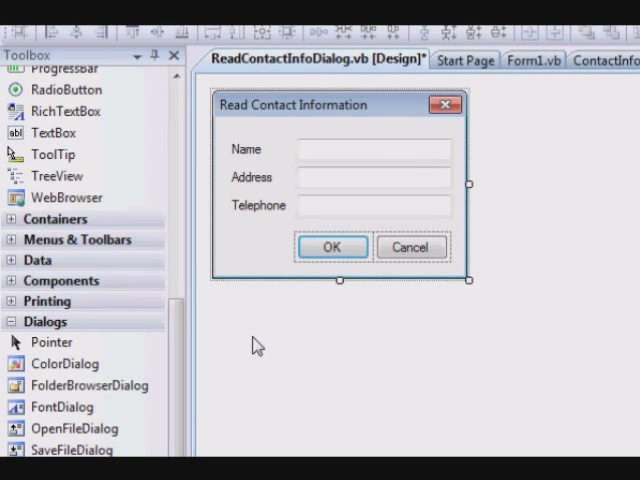 Toolbox
ProgressBar
RadioButton
RichTextBox
abl TextBox
ToolTip
TreeView
WebBrowser
Containers
Menus & Toolbars
Data
Components
Printing
Dialogs
Pointer
ColorDialog
FolderBrowserDialog
FontDialog
OpenFileDialog
SaveFileDialog
ReadContactInfoDialog.vb [Design]* Start Page Form1.vb ContactInfo
Read Contact Information
Name
Address
Telephone
OK Cancel